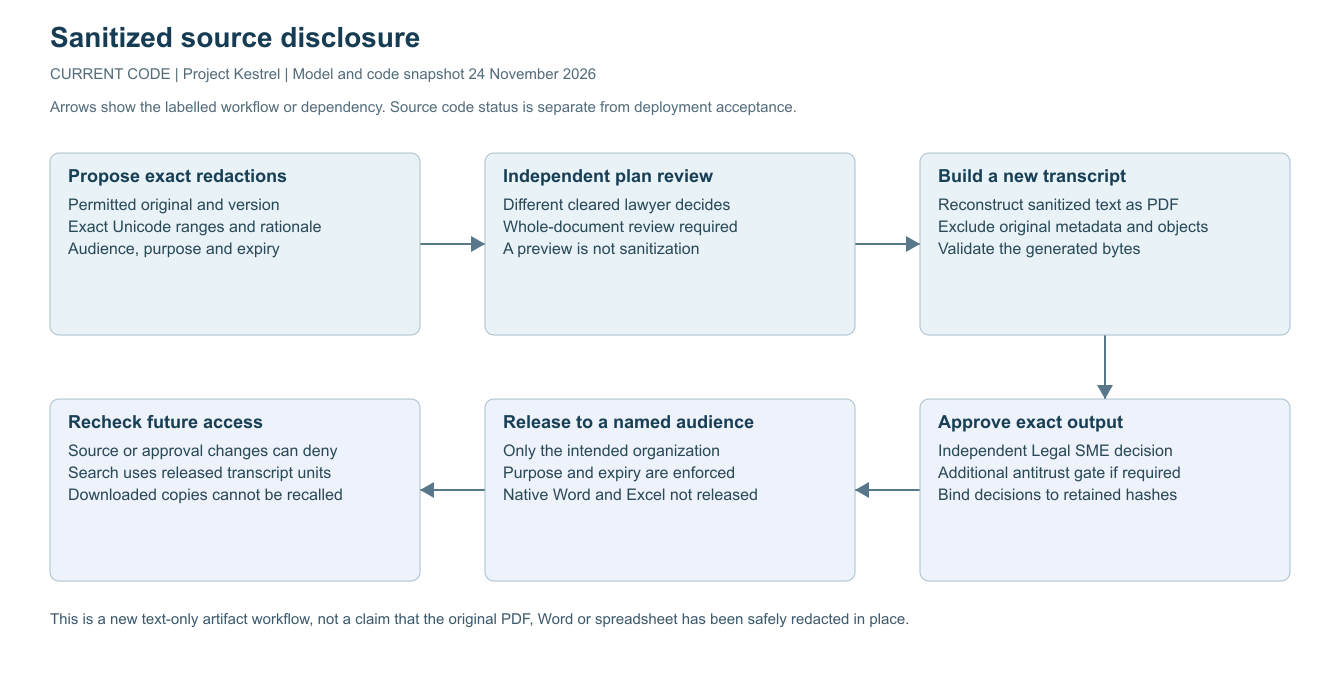 Sanitized source disclosure
CURRENT CODE | Project Kestrel | Model and code snapshot 24 November 2026
Arrows show the labelled workflow or dependency. Source code status is separate from deployment acceptance.
Propose exact redactions
Permitted original and version
Exact Unicode ranges and rationale
Audience, purpose and expiry
Independent plan review
Different cleared lawyer decides
Whole-document review required
A preview is not sanitization
Build a new transcript
Reconstruct sanitized text as PDF
Exclude original metadata and objects
Validate the generated bytes
Recheck future access
Source or approval changes can deny
Search uses released transcript units
Downloaded copies cannot be recalled
Release to a named audience
Only the intended organization
Purpose and expiry are enforced
Native Word and Excel not released
Approve exact output
Independent Legal SME decision
Additional antitrust gate if required
Bind decisions to retained hashes
This is a new text-only artifact workflow, not a claim that the original PDF, Word or spreadsheet has been safely redacted in place.